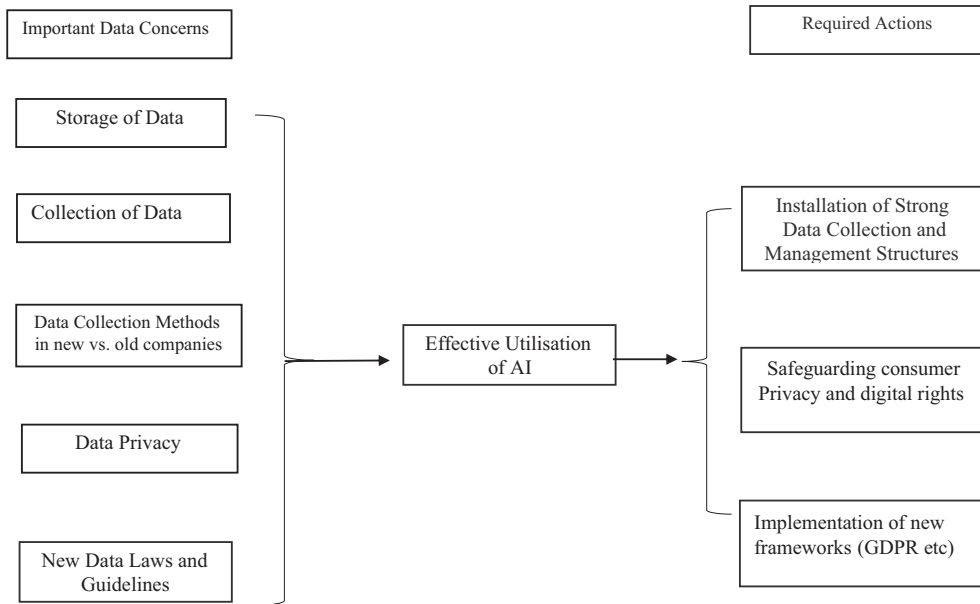 Important Data Concerns
Required Actions
Storage of Data
Collection of Data
Data Collection Methods
in new vs. old companies
Data Privacy
New Data Laws and
Guidelines
Effective Utilisation
of AI
Installation of Strong
Data Collection and
Management Structures
Safeguarding consumer
Privacy and digital rights
Implementation of new
frameworks (GDPR etc)